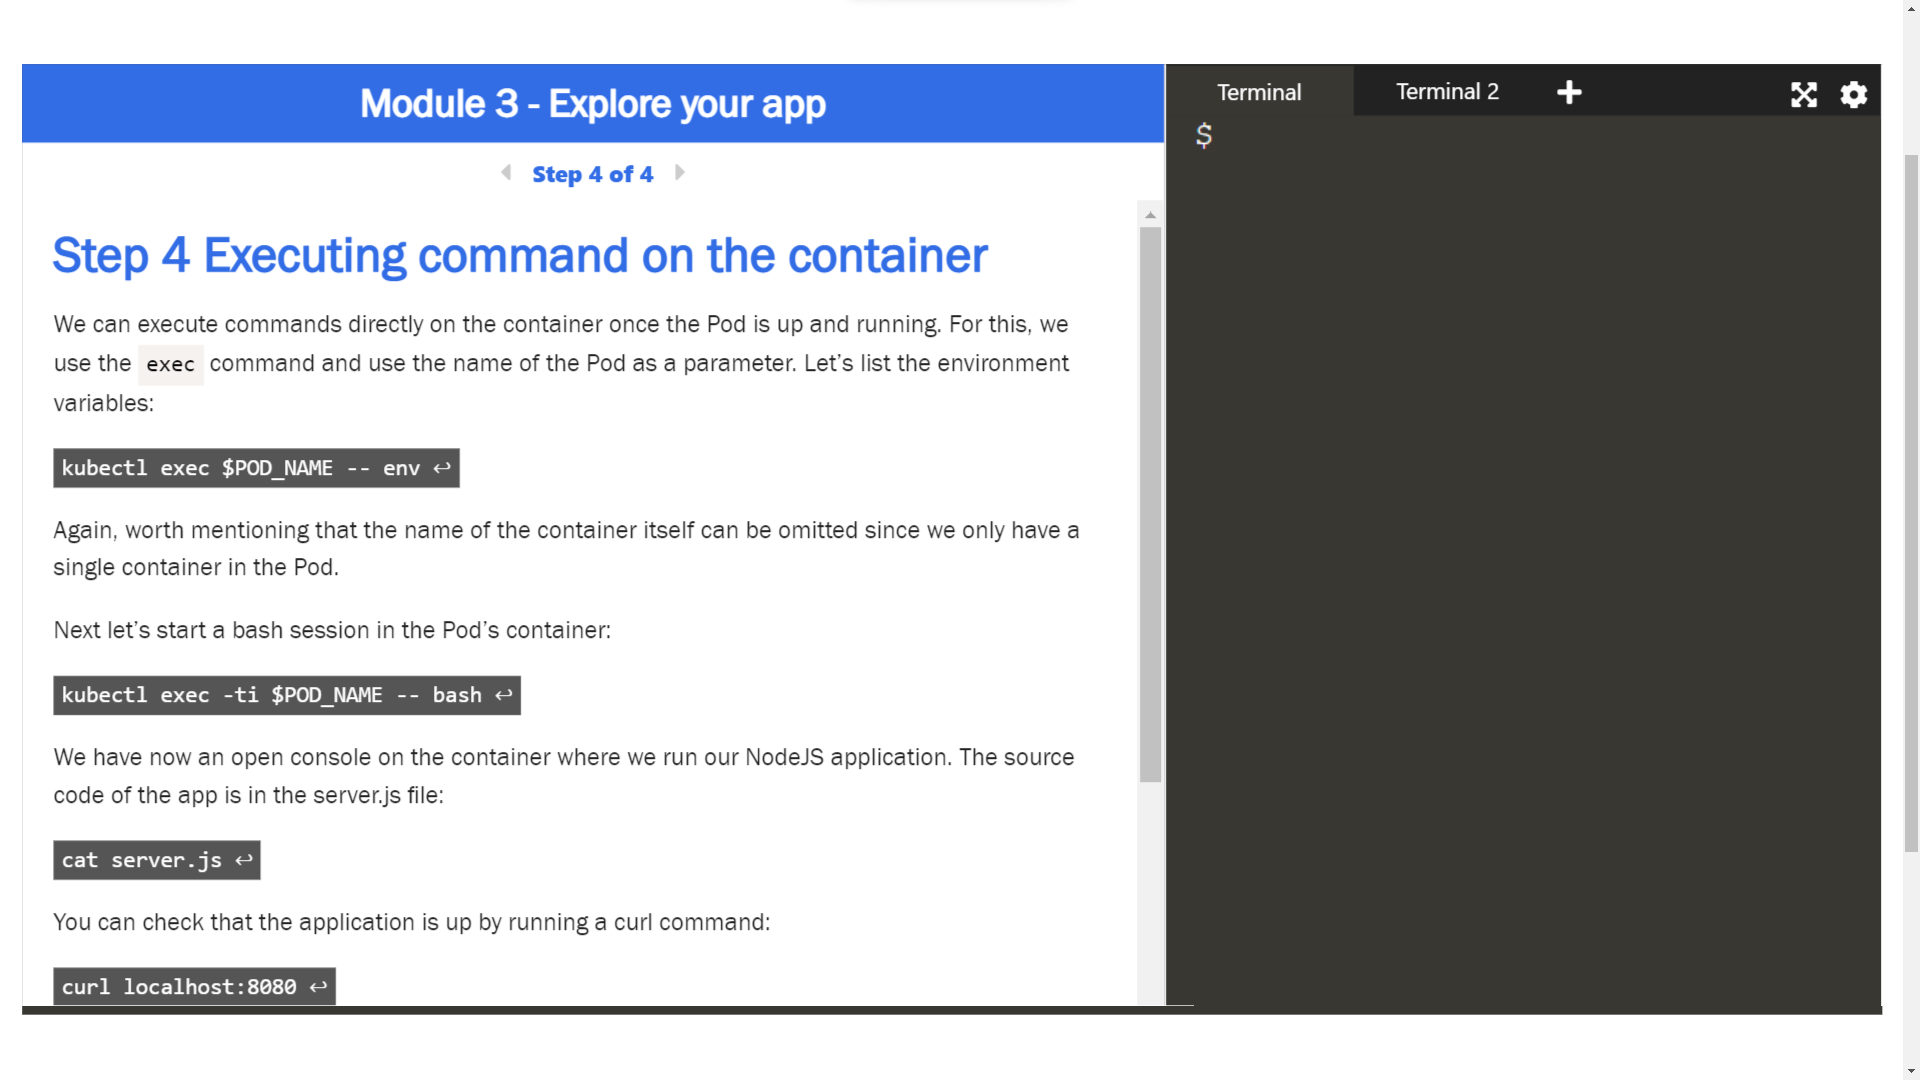 Module 3 - Explore your app
Step 4 of 4
Step 4 Executing command on the container
We can execute commands directly on the container once the Pod is up and running. For this, we
use the exec command and use the name of the Pod as a parameter. Let’s list the environment
variables:
kubectl exec $POD_NAME -- env ↩
Again, worth mentioning that the name of the container itself can be omitted since we only have a
single container in the Pod.
Next let’s start a bash session in the Pod’s container:
kubectl exec -ti $POD_NAME -- bash ↩
We have now an open console on the container where we run our NodeJS application. The source
code of the app is in the server.js file:
cat server.js ↩
You can check that the application is up by running a curl command:
curl localhost:8080 ↩
Terminal
Terminal 2
$